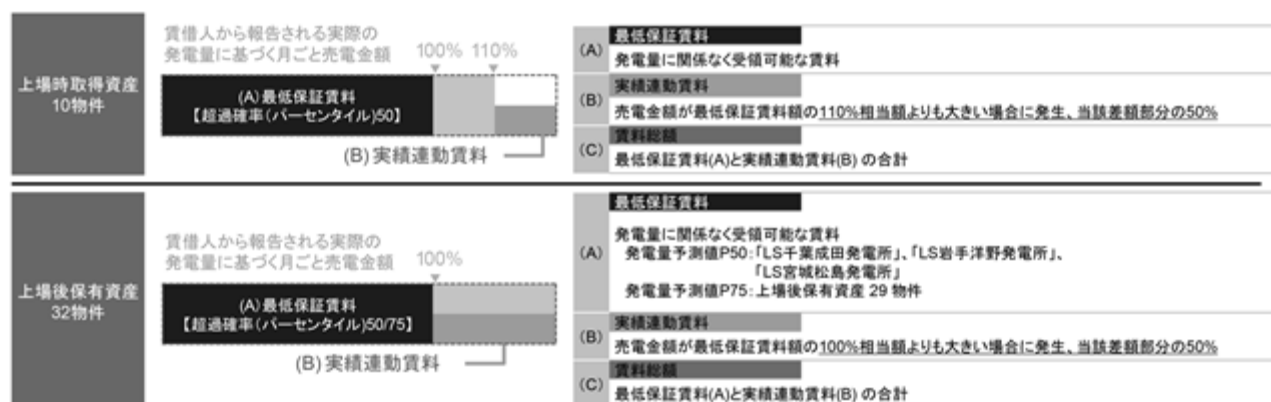 上場時取得資産
10物件
賃借人から報告される実際の
発電量に基づく月ごと売電金額
100%
110%
(A)最低保証賃料
【超過確率(パーセンタイル)50】
(B)実績連動賃料
(A)
最低保証賃料
発電量に関係なく受領可能な賃料
(B)
実績連動賃料
売電金額が最低保証賃料額の110%相当額よりも大きい場合に発生、当該差額部分の50%
(C)
賃料総額
最低保証賃料(A)と実績連動賃料(B) の合計
上場後保有資産
32物件
賃借人から報告される実際の
発電量に基づく月ごと売電金額
100%
(A)最低保証賃料
【超過確率(パーセンタイル)50/75】
(B)実績連動賃料
(A)
最低保証賃料
発電量に関係なく受領可能な賃料
発電量予測値P50:「LS千葉成田発電所」、「LS岩手洋野発電所」、
「LS宮城松島発電所」
発電量予測値P75:上場後保有資産 29 物件
(B)
実績連動賃料
売電金額が最低保証賃料額の100%相当額よりも大きい場合に発生、当該差額部分の50%
(C)
賃料総額
最低保証賃料(A)と実績連動賃料(B) の合計